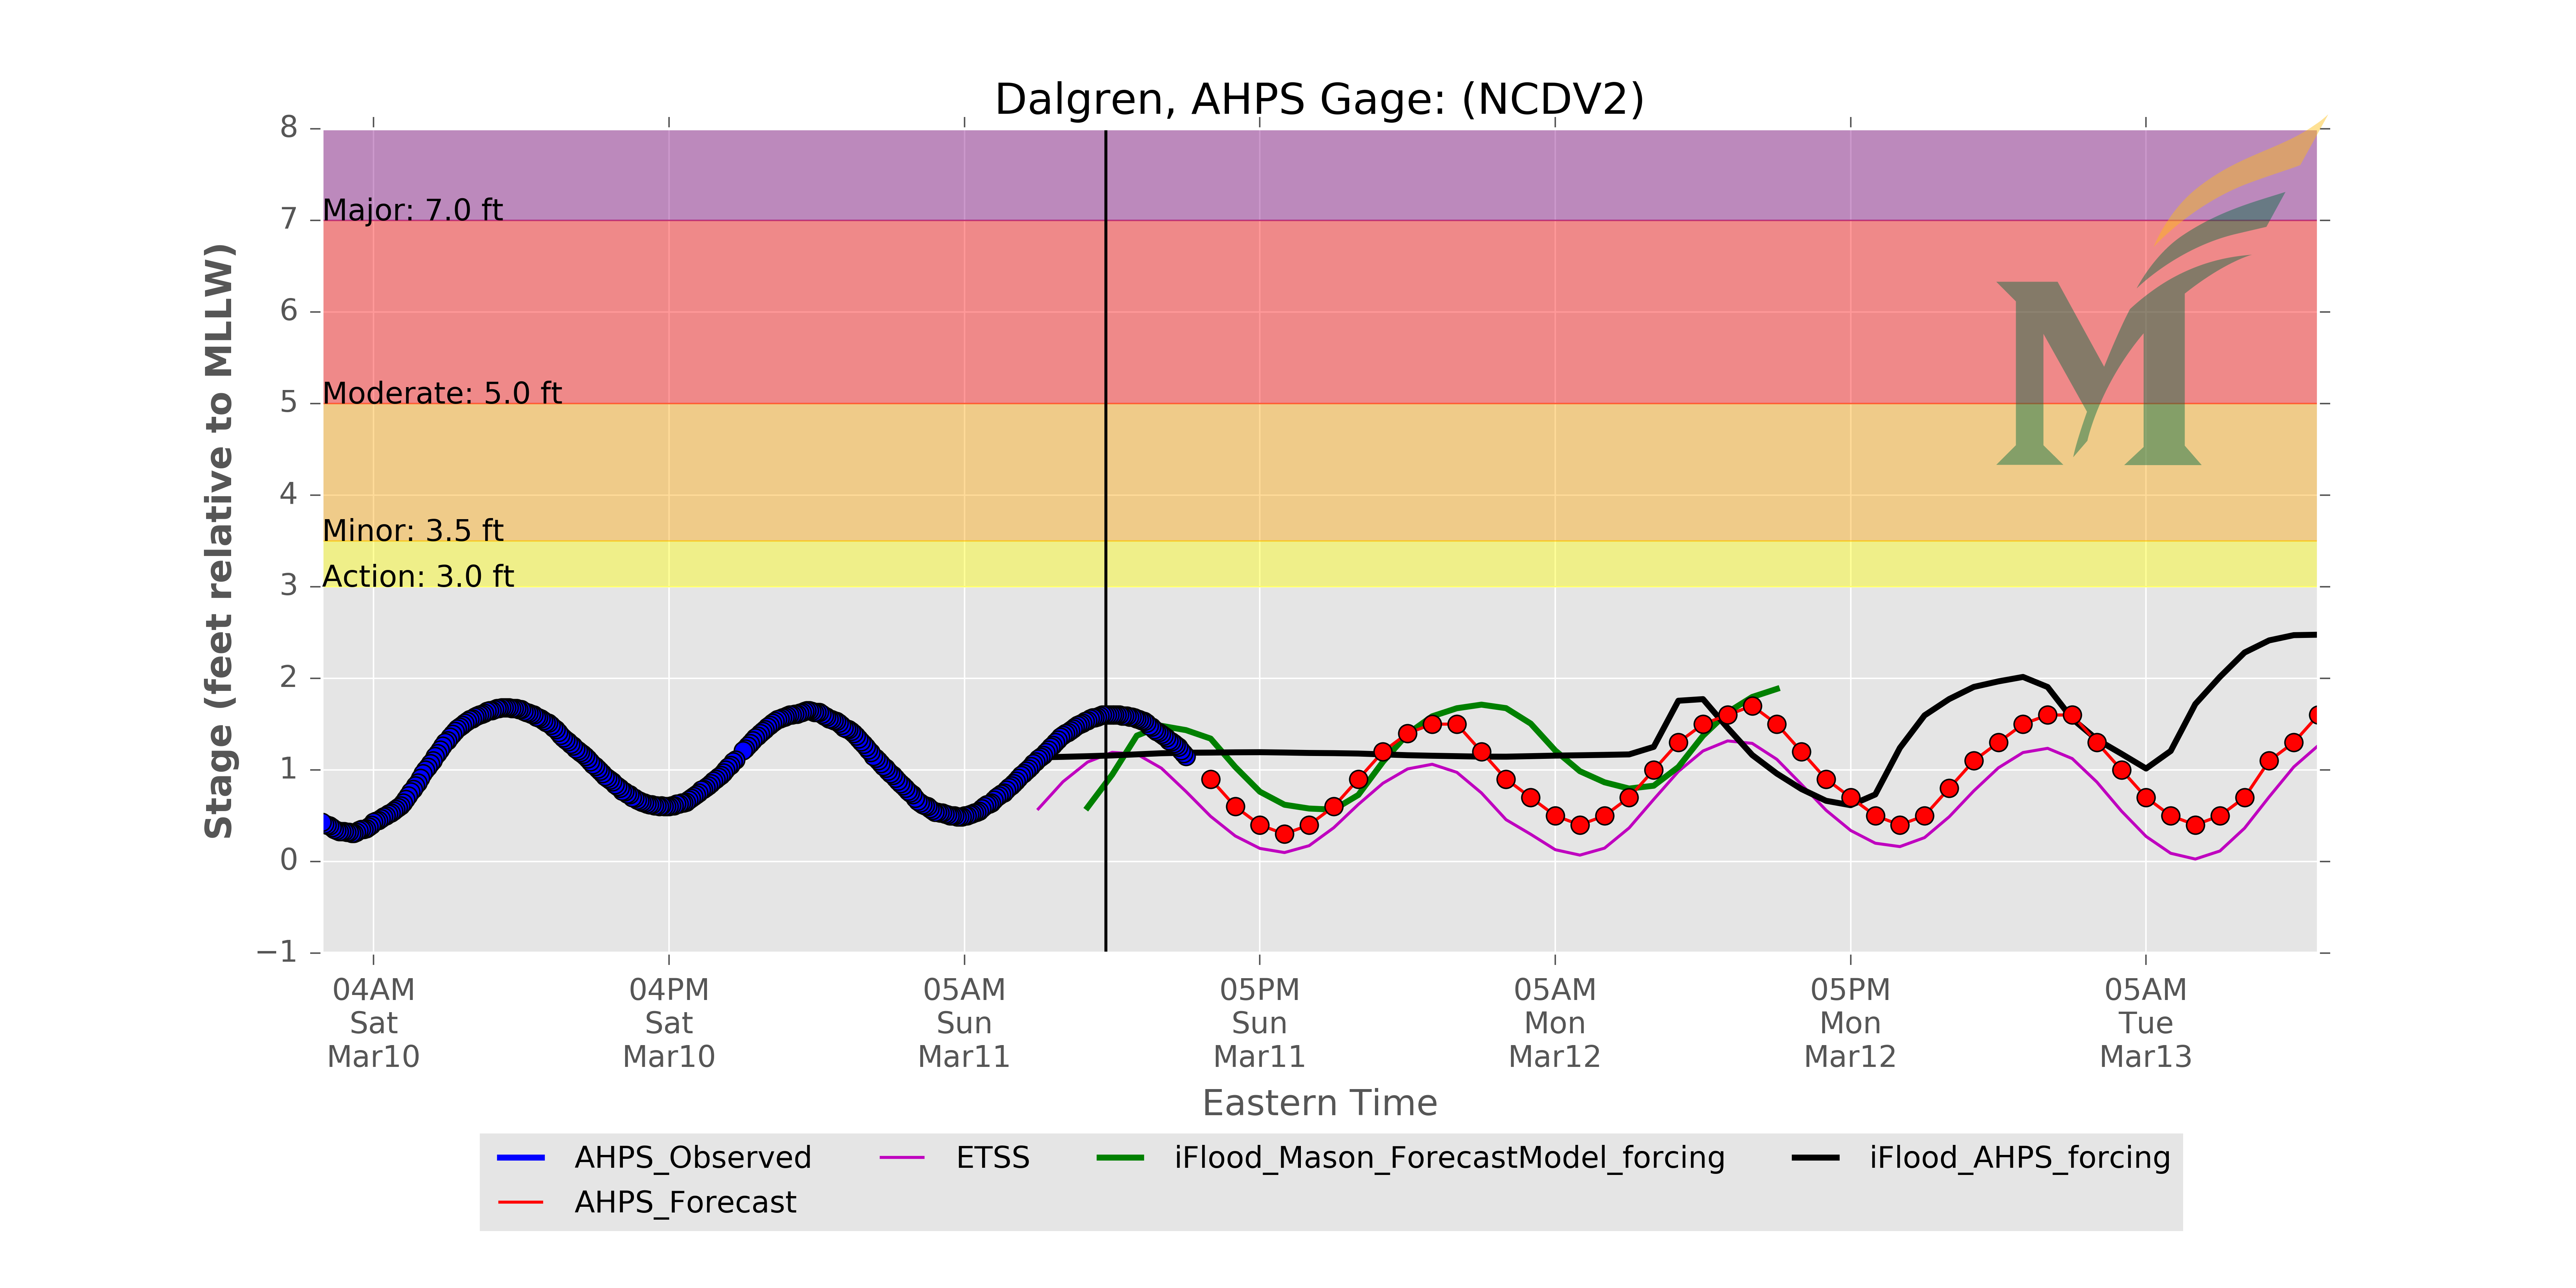 Dalgren, AHPS Gage: (NCDV2)
8
7
6
5
4
3
2
1
0
−1
Stage (feet relative to MLLW)
Major: 7.0 ft
Moderate: 5.0 ft
Minor: 3.5 ft
Action: 3.0 ft
M
04AM
Sat
Mar10
04PM
Sat
Mar10
05AM
Sun
Mar11
05PM
Sun
Mar11
05AM
Mon
Mar12
05PM
Mon
Mar12
05AM
Tue
Mar13
Eastern Time
AHPS_Observed
AHPS_Forecast
ETSS
iFlood_Mason_ForecastModel_forcing
iFlood_AHPS_forcing